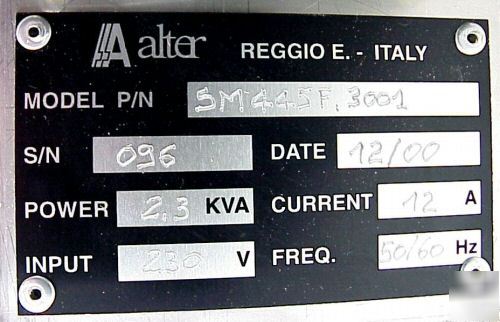 alter REGGIO E. - ITALY
MODEL P/N SM445F.3001
S/N 096 DATE 12/00
POWER 2.3 KVA CURRENT 12 A
INPUT 230 V FREQ. 50/60 Hz